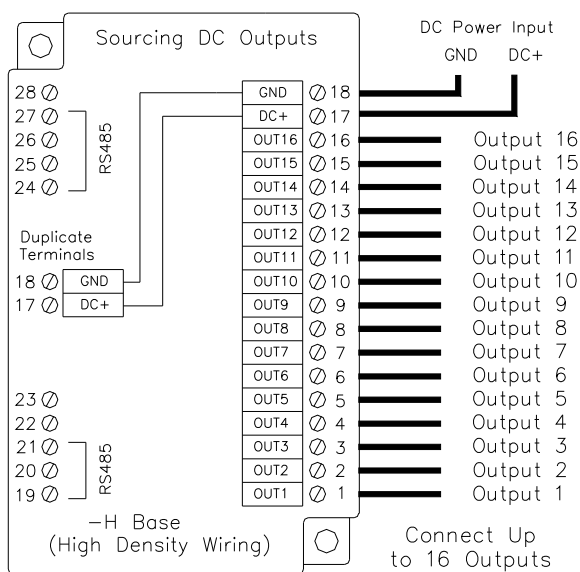 Sourcing DC Outputs
DC Power Input
GND DC+
28
27
26
25
24
RS485
Duplicate
Terminals
18 GND
17 DC+
23
22
21
20
19
RS485
GND 18
DC+ 17
OUT16 16 Output 16
OUT15 15 Output 15
OUT14 14 Output 14
OUT13 13 Output 13
OUT12 12 Output 12
OUT11 11 Output 11
OUT10 10 Output 10
OUT9 9 Output 9
OUT8 8 Output 8
OUT7 7 Output 7
OUT6 6 Output 6
OUT5 5 Output 5
OUT4 4 Output 4
OUT3 3 Output 3
OUT2 2 Output 2
OUT1 1 Output 1
-H Base
(High Density Wiring)
Connect Up
to 16 Outputs